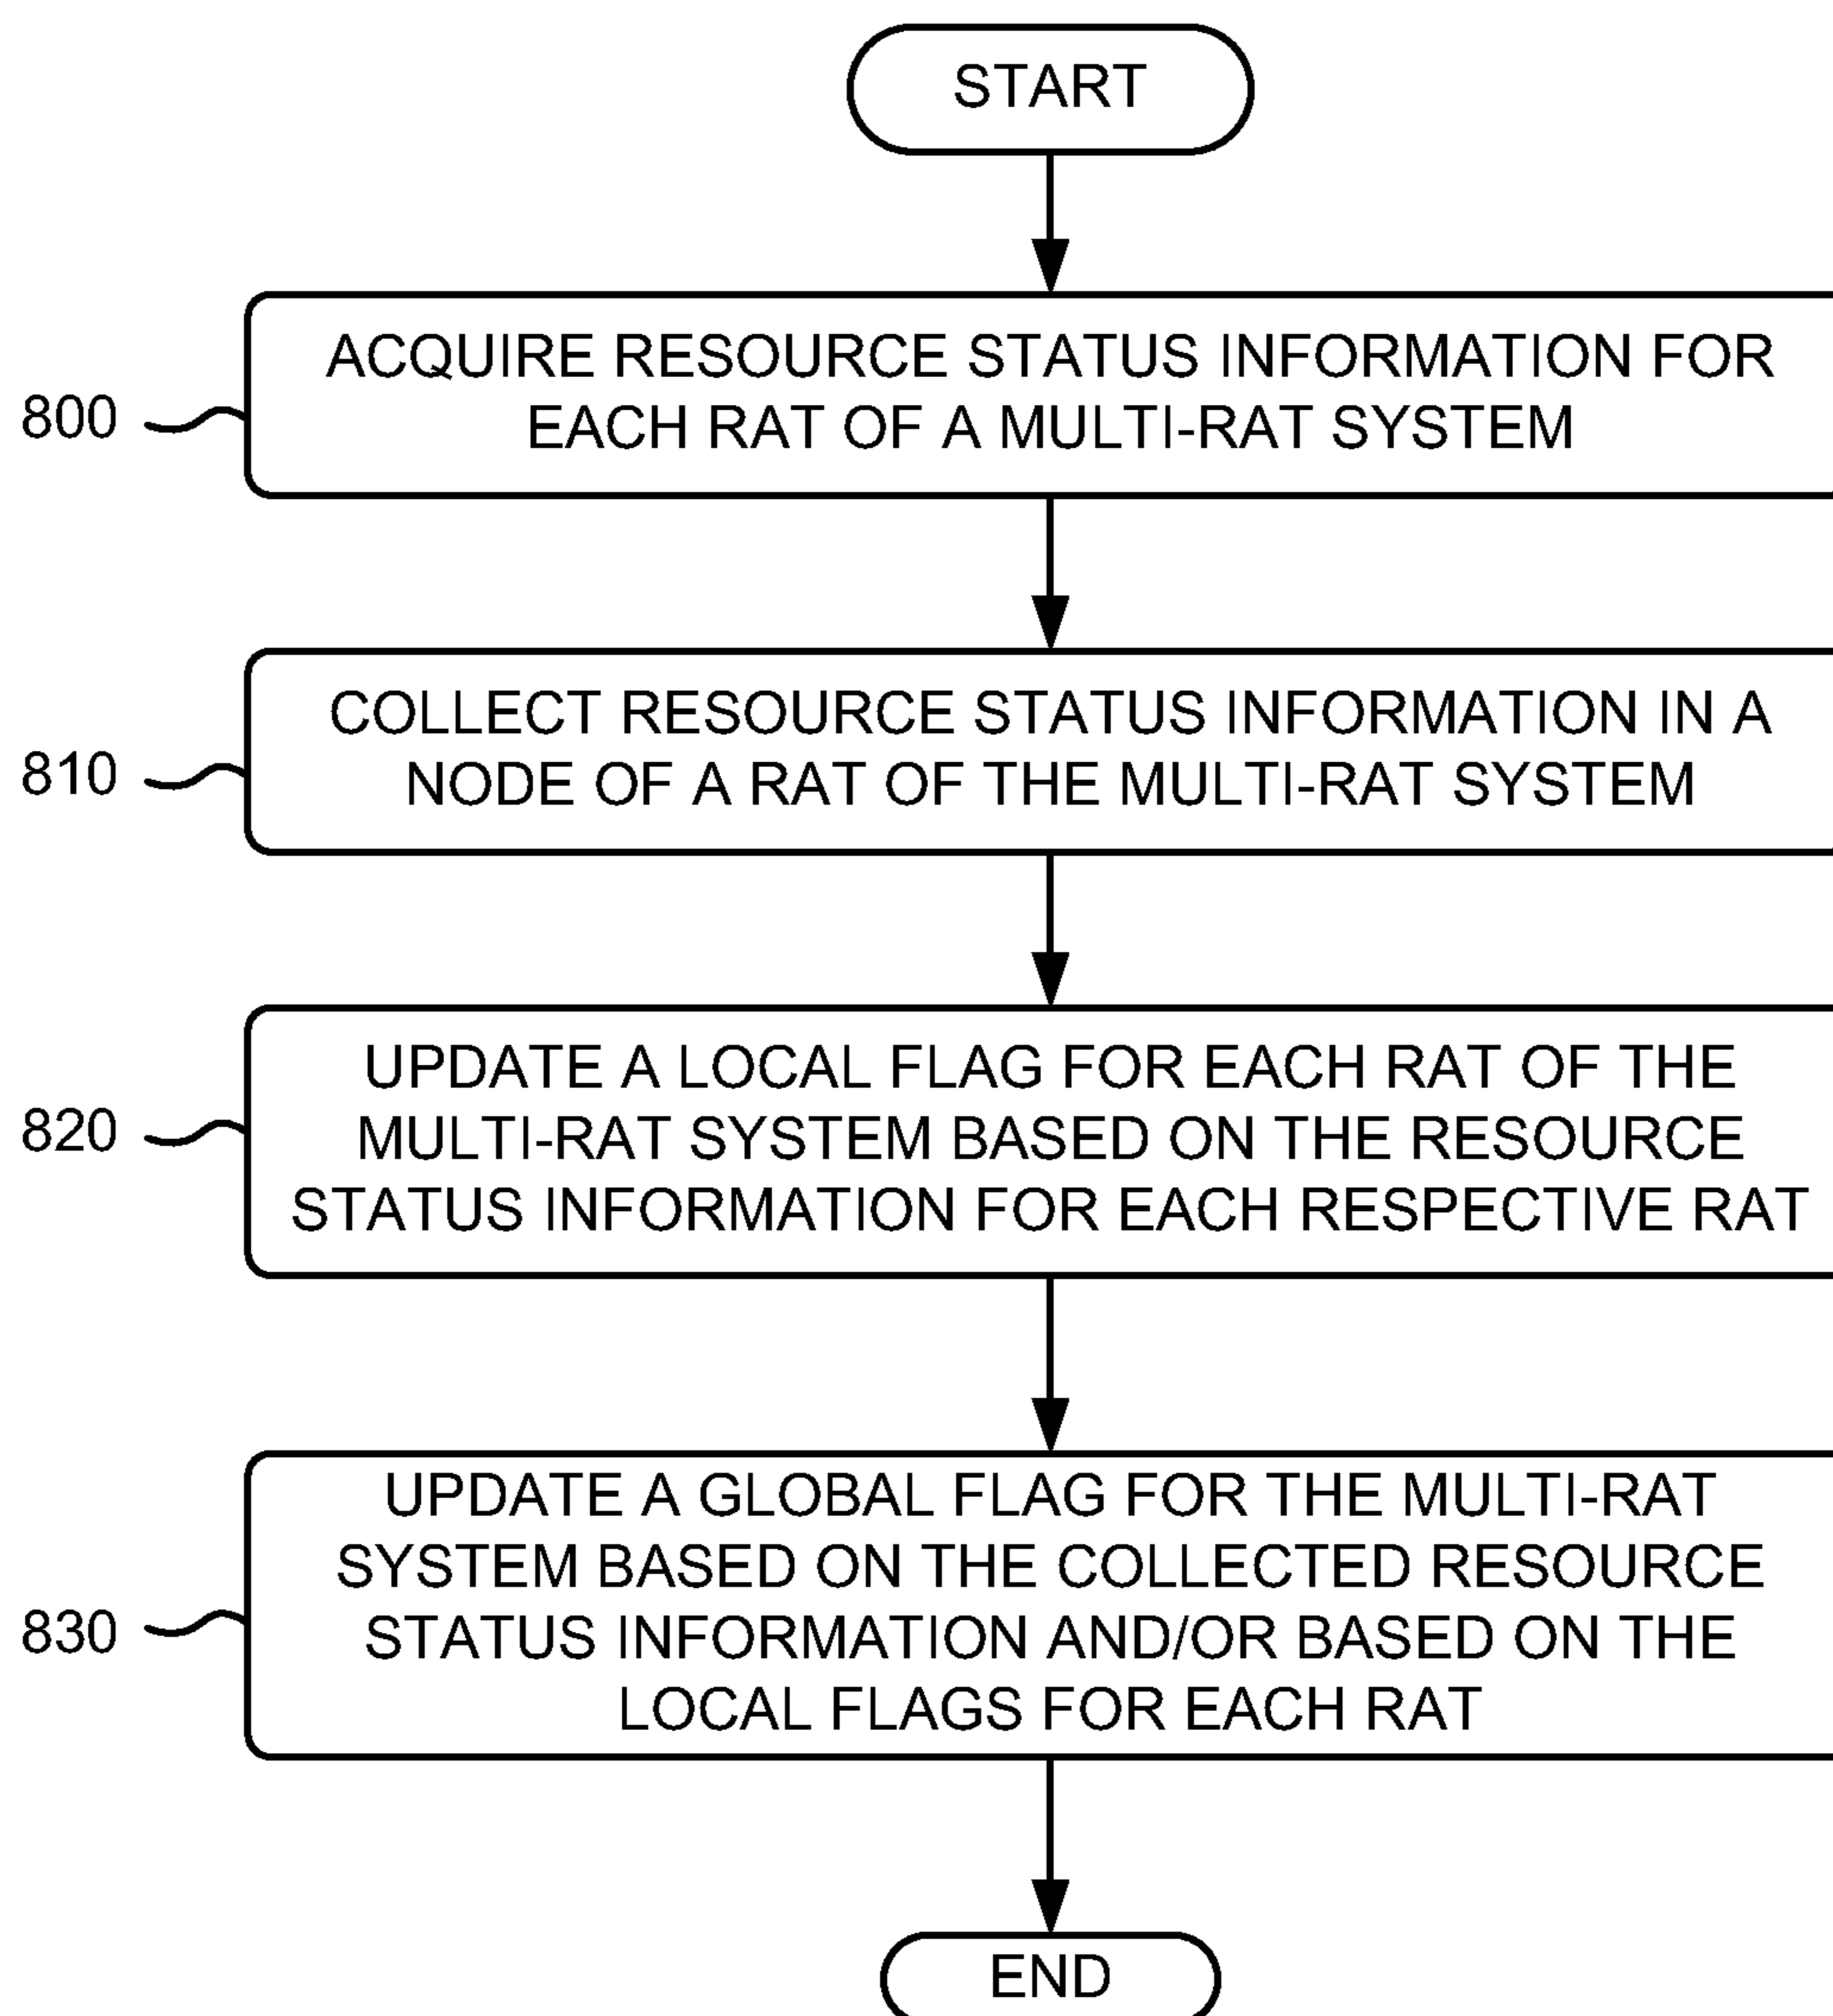 START
800
ACQUIRE RESOURCE STATUS INFORMATION FOR
EACH RAT OF A MULTI-RAT SYSTEM
810
COLLECT RESOURCE STATUS INFORMATION IN A
NODE OF A RAT OF THE MULTI-RAT SYSTEM
820
UPDATE A LOCAL FLAG FOR EACH RAT OF THE
MULTI-RAT SYSTEM BASED ON THE RESOURCE
STATUS INFORMATION FOR EACH RESPECTIVE RAT
830
UPDATE A GLOBAL FLAG FOR THE MULTI-RAT
SYSTEM BASED ON THE COLLECTED RESOURCE
STATUS INFORMATION AND/OR BASED ON THE
LOCAL FLAGS FOR EACH RAT
END